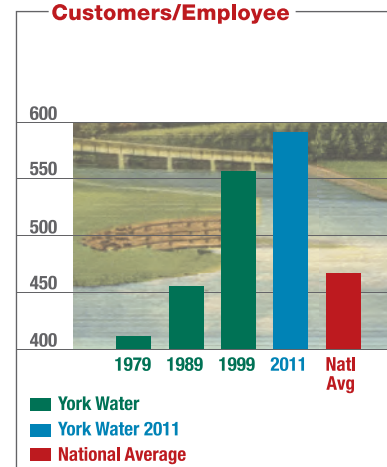 Customers/Employee
600
550
500
450
400
1979 1989 1999 2011 Natl
Avg
York Water
York Water 2011
National Average